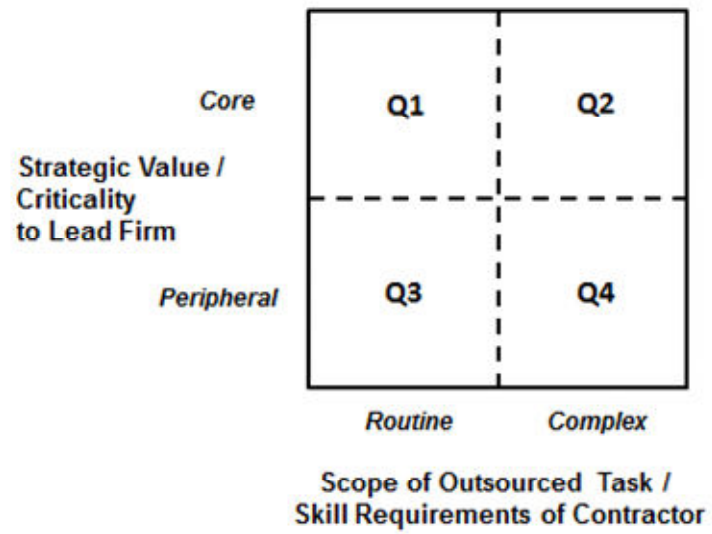 Core
Q1
Q2
Strategic Value /
Criticality
to Lead Firm
Peripheral
Q3
Q4
Routine
Complex
Scope of Outsourced Task /
Skill Requirements of Contractor